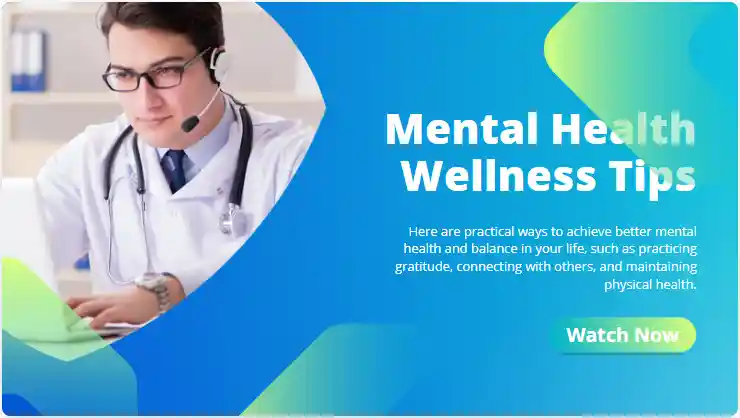 Mental Health
Wellness Tips
Here are practical ways to achieve better mental
health and balance in your life, such as practicing
gratitude, connecting with others, and maintaining
physical health.
Watch Now